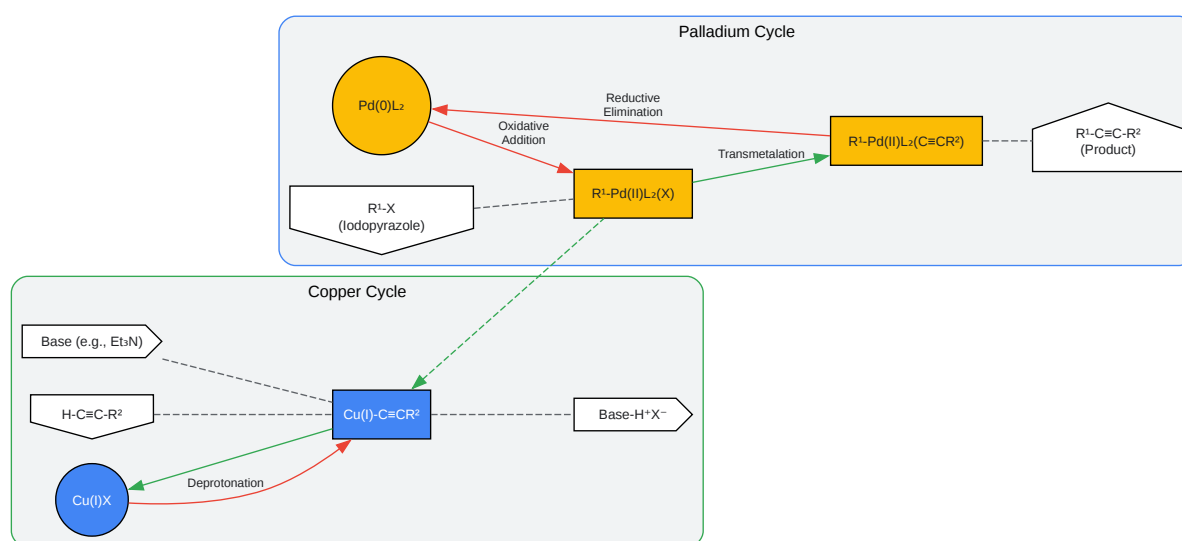 Palladium Cycle
Pd(0)L₂
Reductive
Elimination
Oxidative
Addition
Transmetalation
R¹-Pd(II)L₂(C≡CR²)
R¹-C≡C-R²
(Product)
R¹-Pd(II)L₂(X)
R¹-X
(Iodopyrazole)
Copper Cycle
Base (e.g., Et₃N)
H-C≡C-R²
Cu(I)-C≡CR²
Base-H⁺X⁻
Deprotonation
Cu(I)X